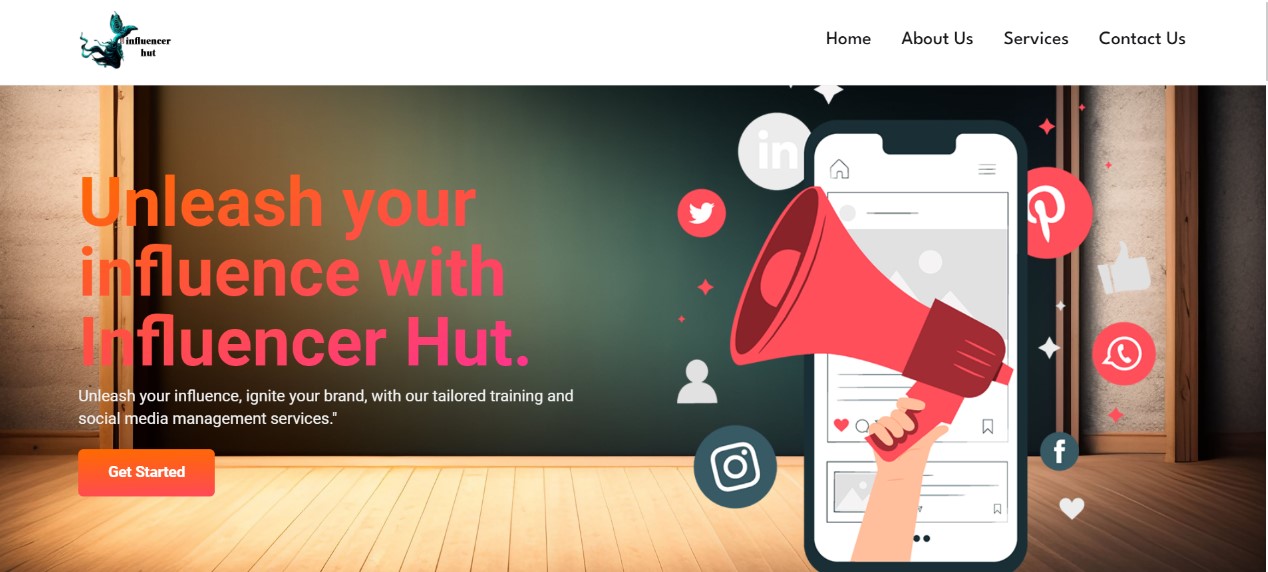 influencer
hut
Home About Us Services Contact Us
Unleash your
influence with
Influencer Hut.
Unleash your influence, ignite your brand, with our tailored training and
social media management services."
Get Started
in
f